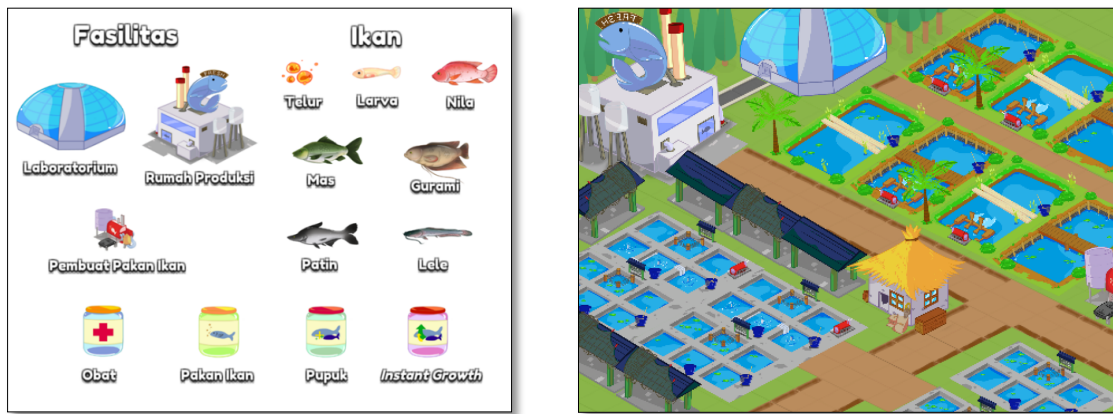 Fasilitas
Ikan
Telur
Larva
Nila
Laboratorium
Rumah Produksi
Mas
Gurami
Pembuat Pakan Ikan
Patin
Lele
Obat
Pakan Ikan
Pupuk
Instant Growth
FRESH